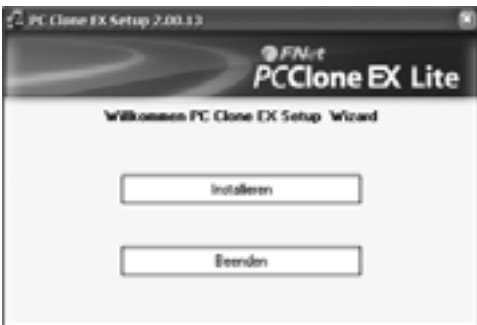 PC Clone EX Setup 2.00.13
FNet
PCClone EX Lite
Willkommen PC Clone EX Setup Wizard
Installieren
Beenden